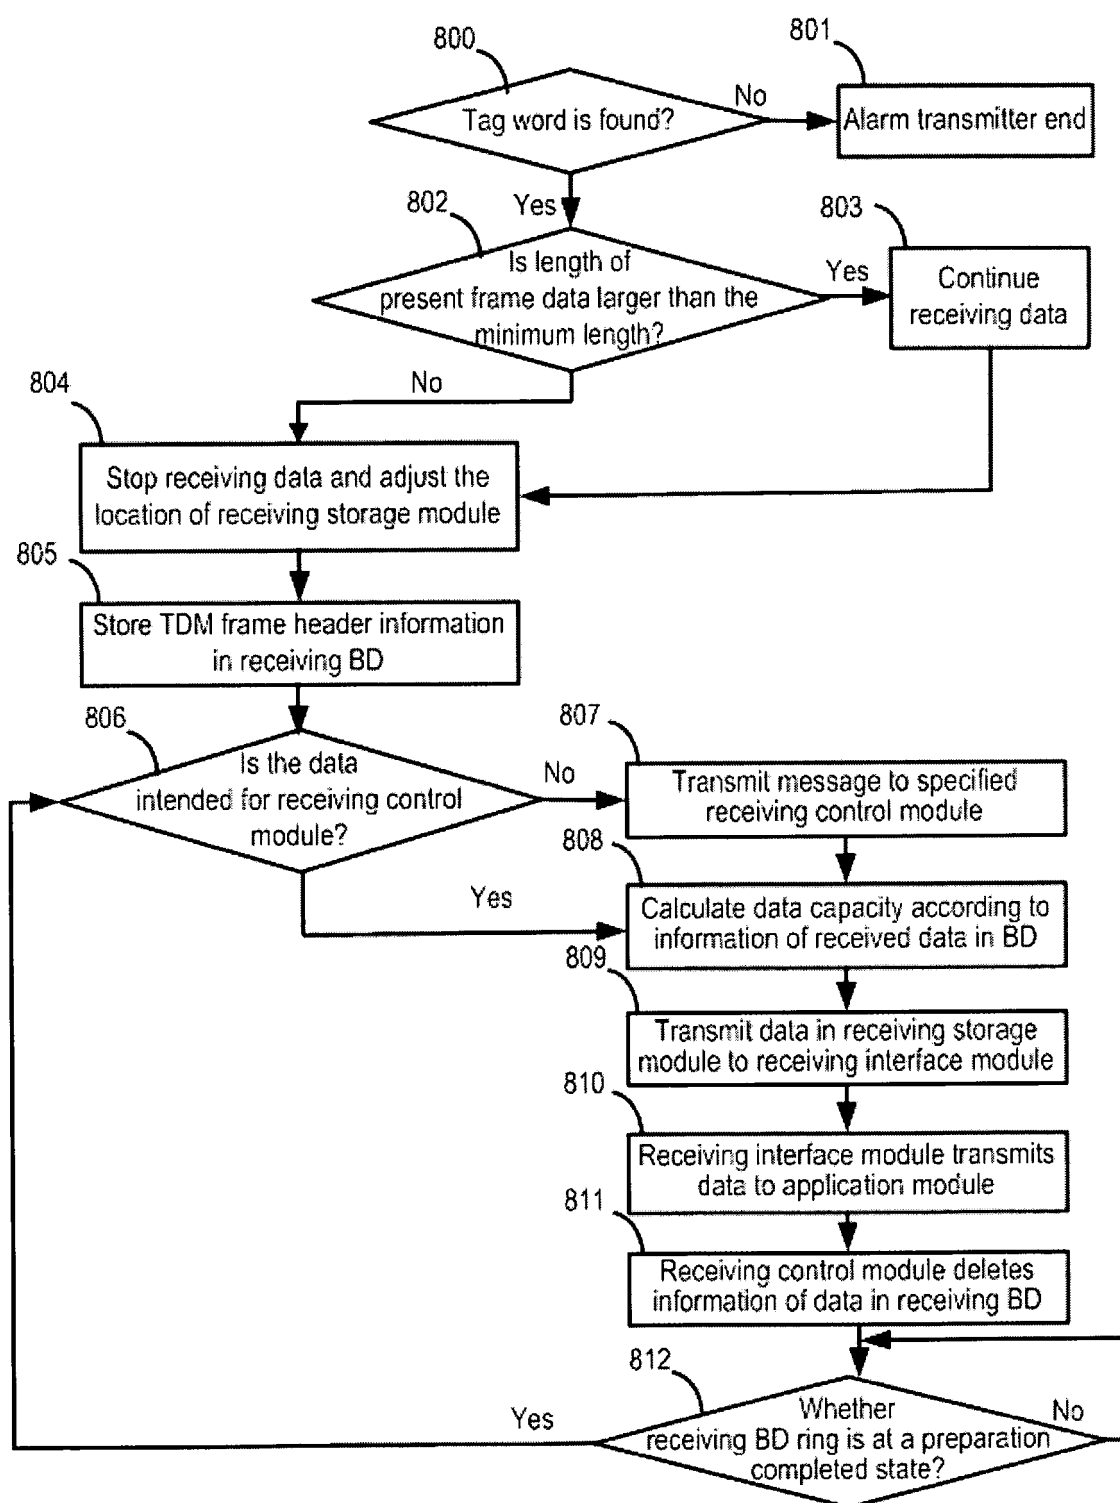 800
801
Tag word is found?
No
Alarm transmitter end
Yes
802
803
Is length of
present frame data larger than the
minimum length?
Yes
Continue
receiving data
No
804
Stop receiving data and adjust the
location of receiving storage module
805
Store TDM frame header information
in receiving BD
806
Is the data
intended for receiving control
module?
No
807
Transmit message to specified
receiving control module
Yes
808
Calculate data capacity according to
information of received data in BD
809
Transmit data in receiving storage
module to receiving interface module
810
Receiving interface module transmits
data to application module
811
Receiving control module deletes
information of data in receiving BD
812
Whether
receiving BD ring is at a preparation
completed state?
Yes
No